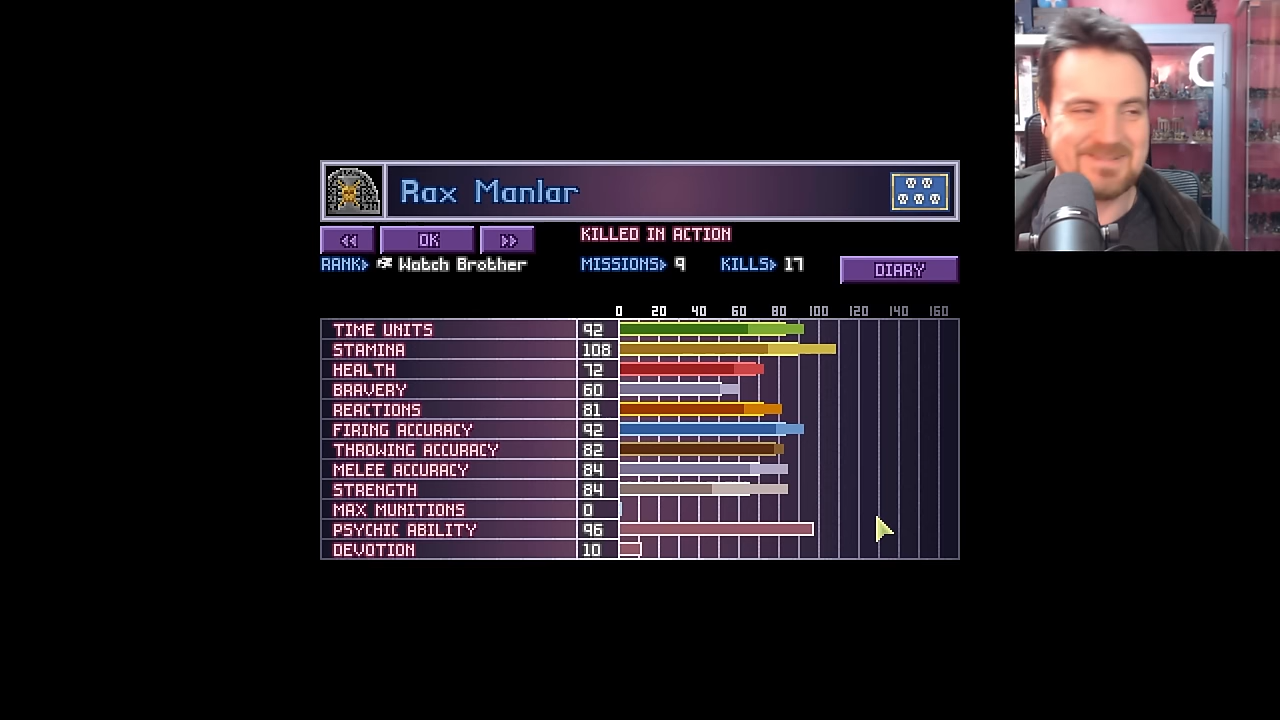 Rax Manlar
OK
KILLED IN ACTION
RANK> Watch Brother MISSIONS> 9 KILLS> 17 DIARY
0 20 40 60 80 100 120 140 160
TIME UNITS 92
STAMINA 108
HEALTH 72
BRAVERY 60
REACTIONS 81
FIRING ACCURACY 92
THROWING ACCURACY 82
MELEE ACCURACY 84
STRENGTH 84
MAX MUNITIONS 0
PSYCHIC ABILITY 96
DEVOTION 10